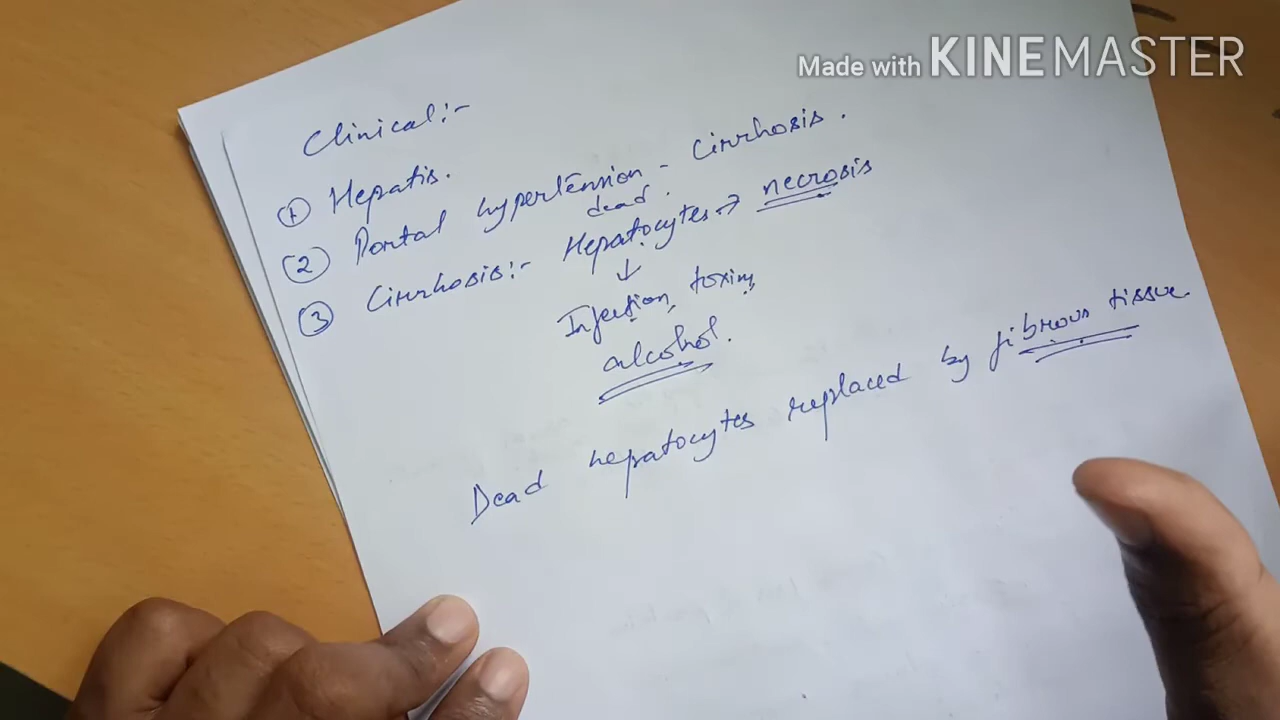 Made with KINEMASTER
Clinical:-
① Hepatis.
② Portal hypertension - Cirrhosis.
dead.
③ Cirrhosis:- Hepatocytes → necrosis
↓
Infection, toxins,
alcohol.
Dead hepatocytes replaced by fibrous tissue.